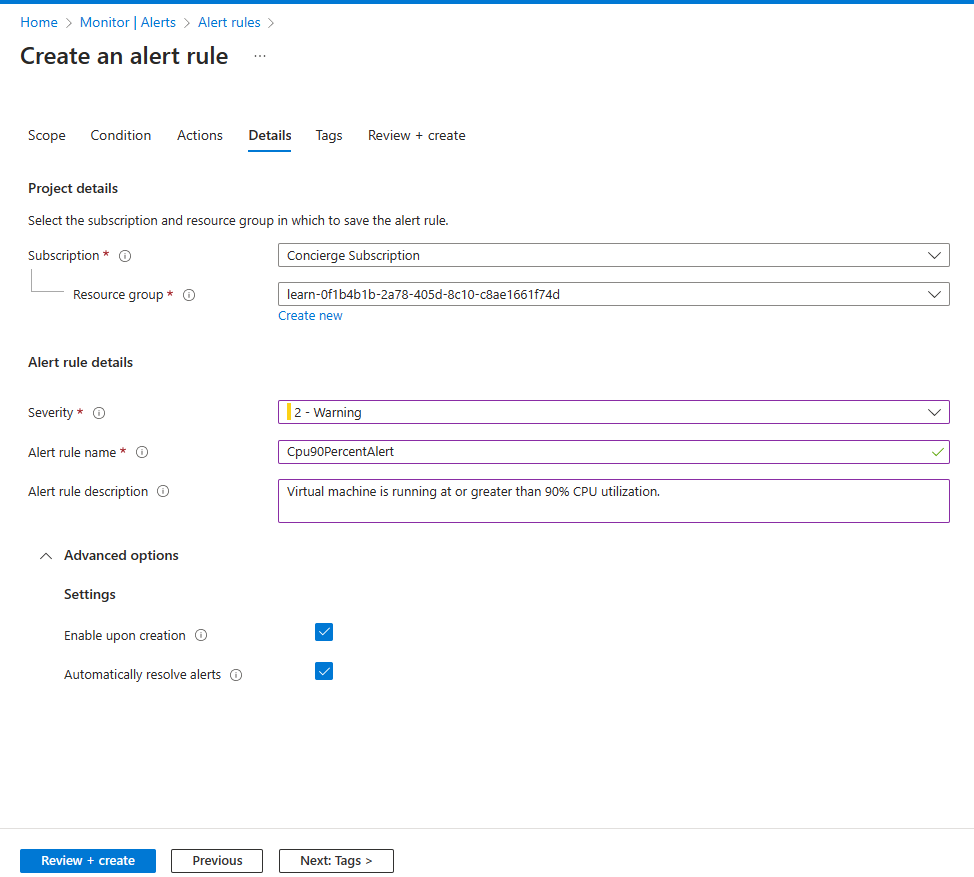 Home > Monitor | Alerts > Alert rules >
Create an alert rule ...
Scope Condition Actions Details Tags Review + create
Project details
Select the subscription and resource group in which to save the alert rule.
Subscription * Concierge Subscription
Resource group * learn-0f1b4b1b-2a78-405d-8c10-c8ae1661f74d
Create new
Alert rule details
Severity * 2 - Warning
Alert rule name * Cpu90PercentAlert
Alert rule description Virtual machine is running at or greater than 90% CPU utilization.
Advanced options
Settings
Enable upon creation
Automatically resolve alerts
Review + create Previous Next: Tags >